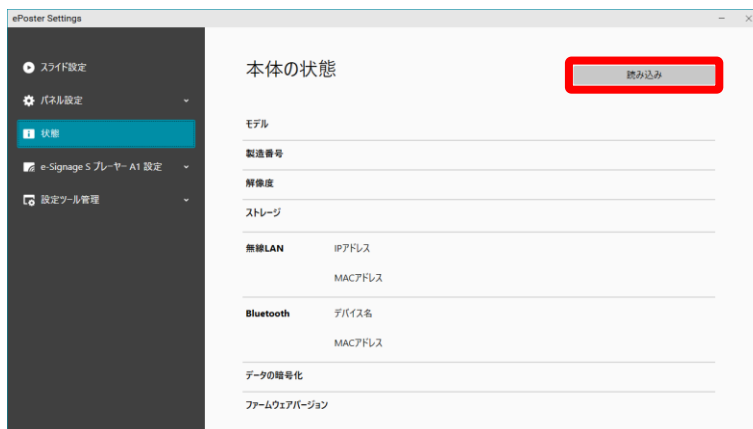 ePoster Settings
スライド設定
パネル設定
状態
e-Signage S プレーヤー A1 設定
設定ツール管理
本体の状態
読み込み
モデル
製造番号
解像度
ストレージ
無線LAN IPアドレス
MACアドレス
Bluetooth デバイス名
MACアドレス
データの暗号化
ファームウェアバージョン